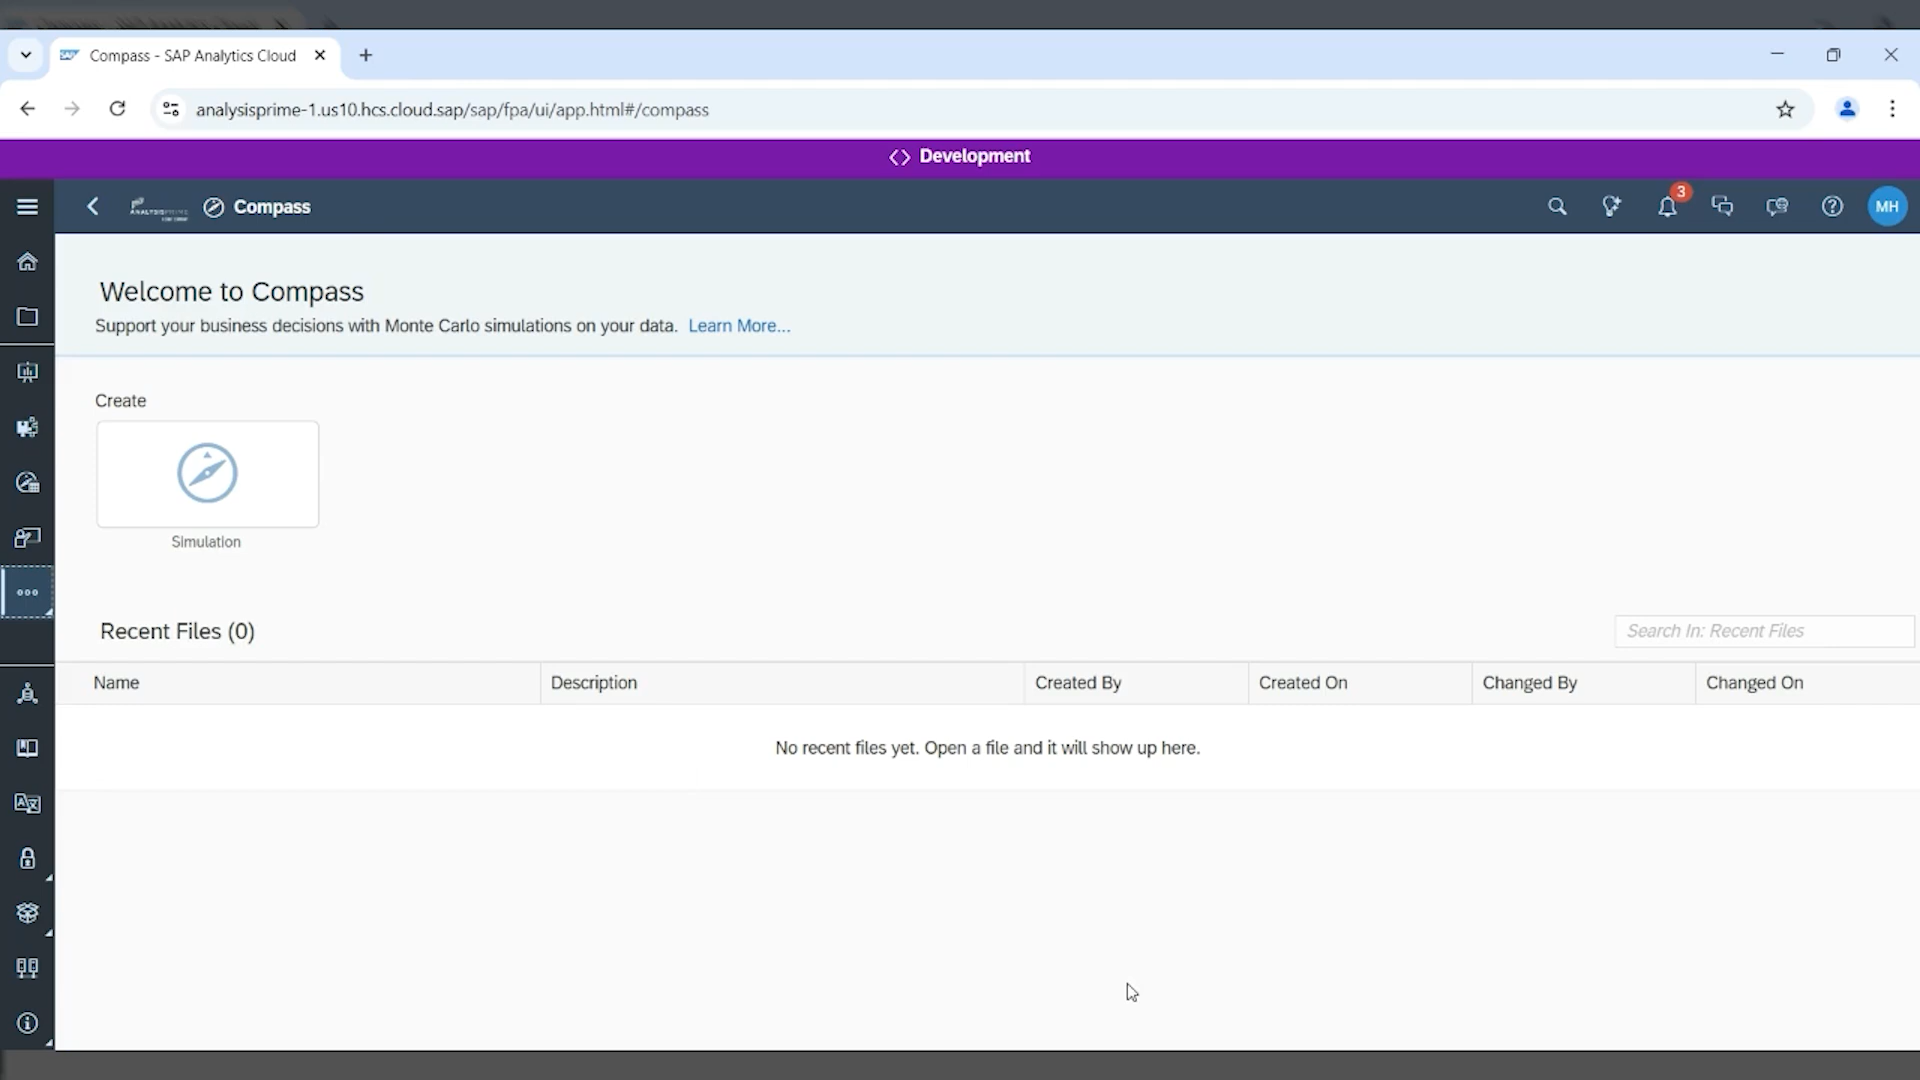 Compass - SAP Analytics Cloud
analysisprime-1.us10.hcs.cloud.sap/sap/fpa/ui/app.html#/compass
<> Development
ANALYSISPRIME
Compass
3
MH
Welcome to Compass
Support your business decisions with Monte Carlo simulations on your data. Learn More...
Create
Simulation
Recent Files (0)
Search In: Recent Files
Name Description Created By Created On Changed By Changed On
No recent files yet. Open a file and it will show up here.